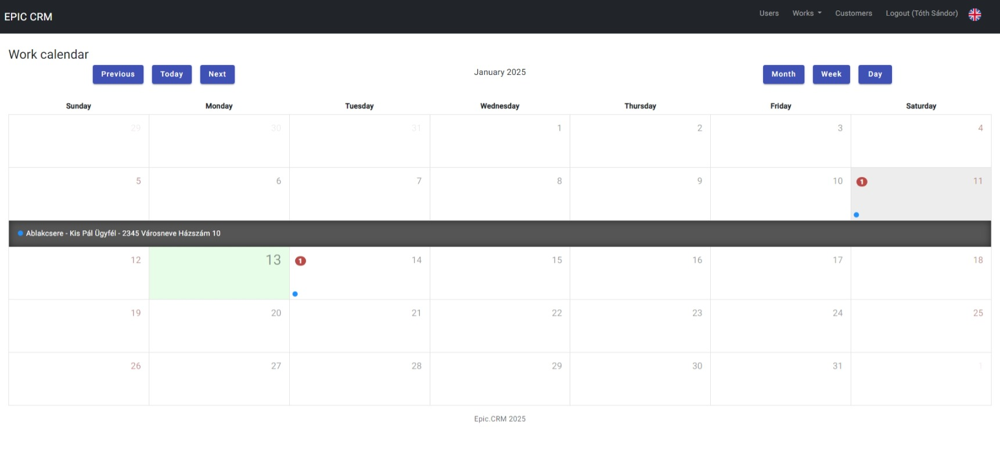 EPIC CRM
Users Works Customers Logout (Tóth Sándor)
Work calendar
Previous Today Next
January 2025
Month Week Day
Sunday Monday Tuesday Wednesday Thursday Friday Saturday
29 30 31 1 2 3 4
5 6 7 8 9 10 1 11
Ablakcsere - Kis Pál Ügyfél - 2345 Városneve Házszám 10
12 13 1 14 15 16 17 18
19 20 21 22 23 24 25
26 27 28 29 30 31 1
Epic.CRM 2025